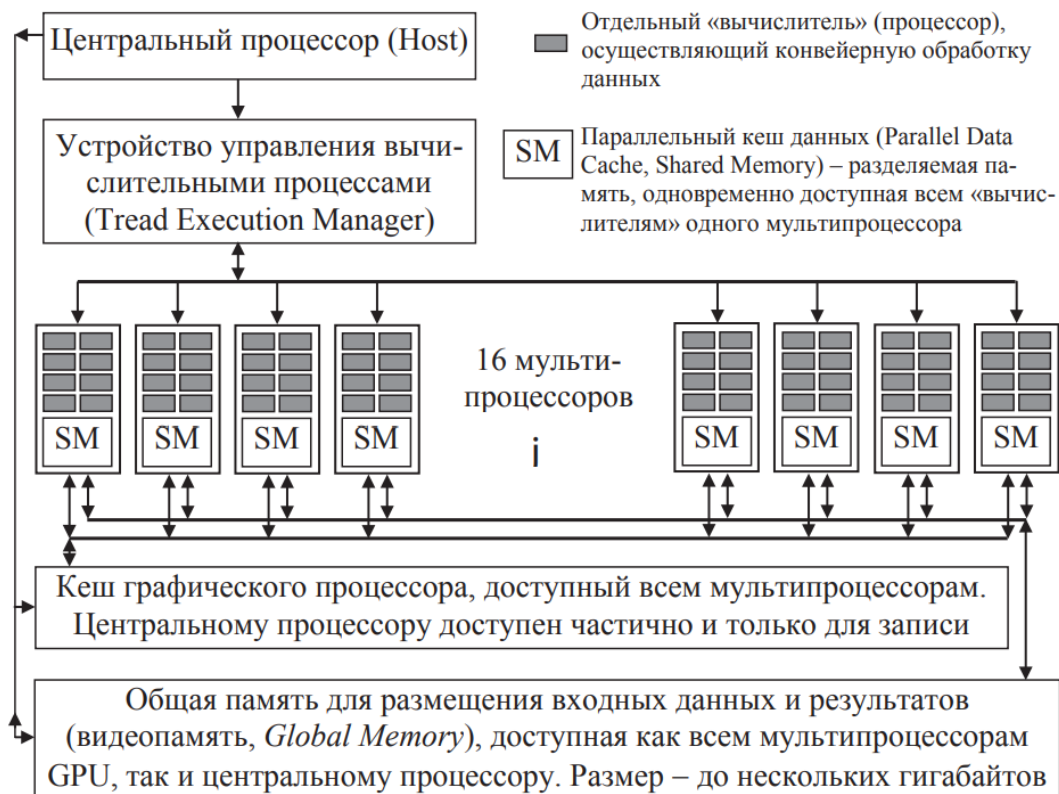 Центральный процессор (Host)
Отдельный «вычислитель» (процессор),
осуществляющий конвейерную обработку
данных
Устройство управления вычи-
слительными процессами
(Tread Execution Manager)
SM
Параллельный кеш данных (Parallel Data
Cache, Shared Memory) – разделяемая па-
мять, одновременно доступная всем «вычис-
лителям» одного мультипроцессора
16 мульти-
процессоров
i
SM SM SM SM SM SM SM SM
Кеш графического процессора, доступный всем мультипроцессорам.
Центральному процессору доступен частично и только для записи
Общая память для размещения входных данных и результатов
(видеопамять, Global Memory), доступная как всем мультипроцессорам
GPU, так и центральному процессору. Размер – до нескольких гигабайтов